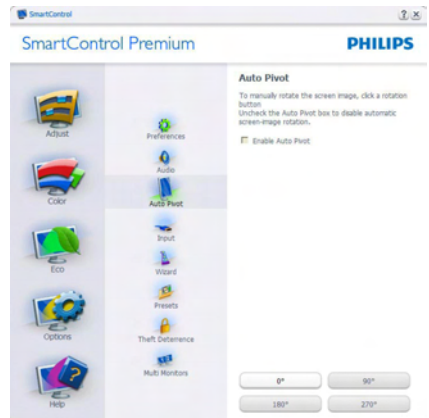 SmartControl
SmartControl Premium
PHILIPS
Adjust
Color
Eco
Options
Help
Preferences
Audio
Auto Pivot
Input
Wizard
Presets
Theft Deterrence
Multi Monitors
Auto Pivot
To manually rotate the screen image, click a rotation
button
Uncheck the Auto Pivot box to disable automatic
screen-image rotation.
Enable Auto Pivot
0°
90°
180°
270°